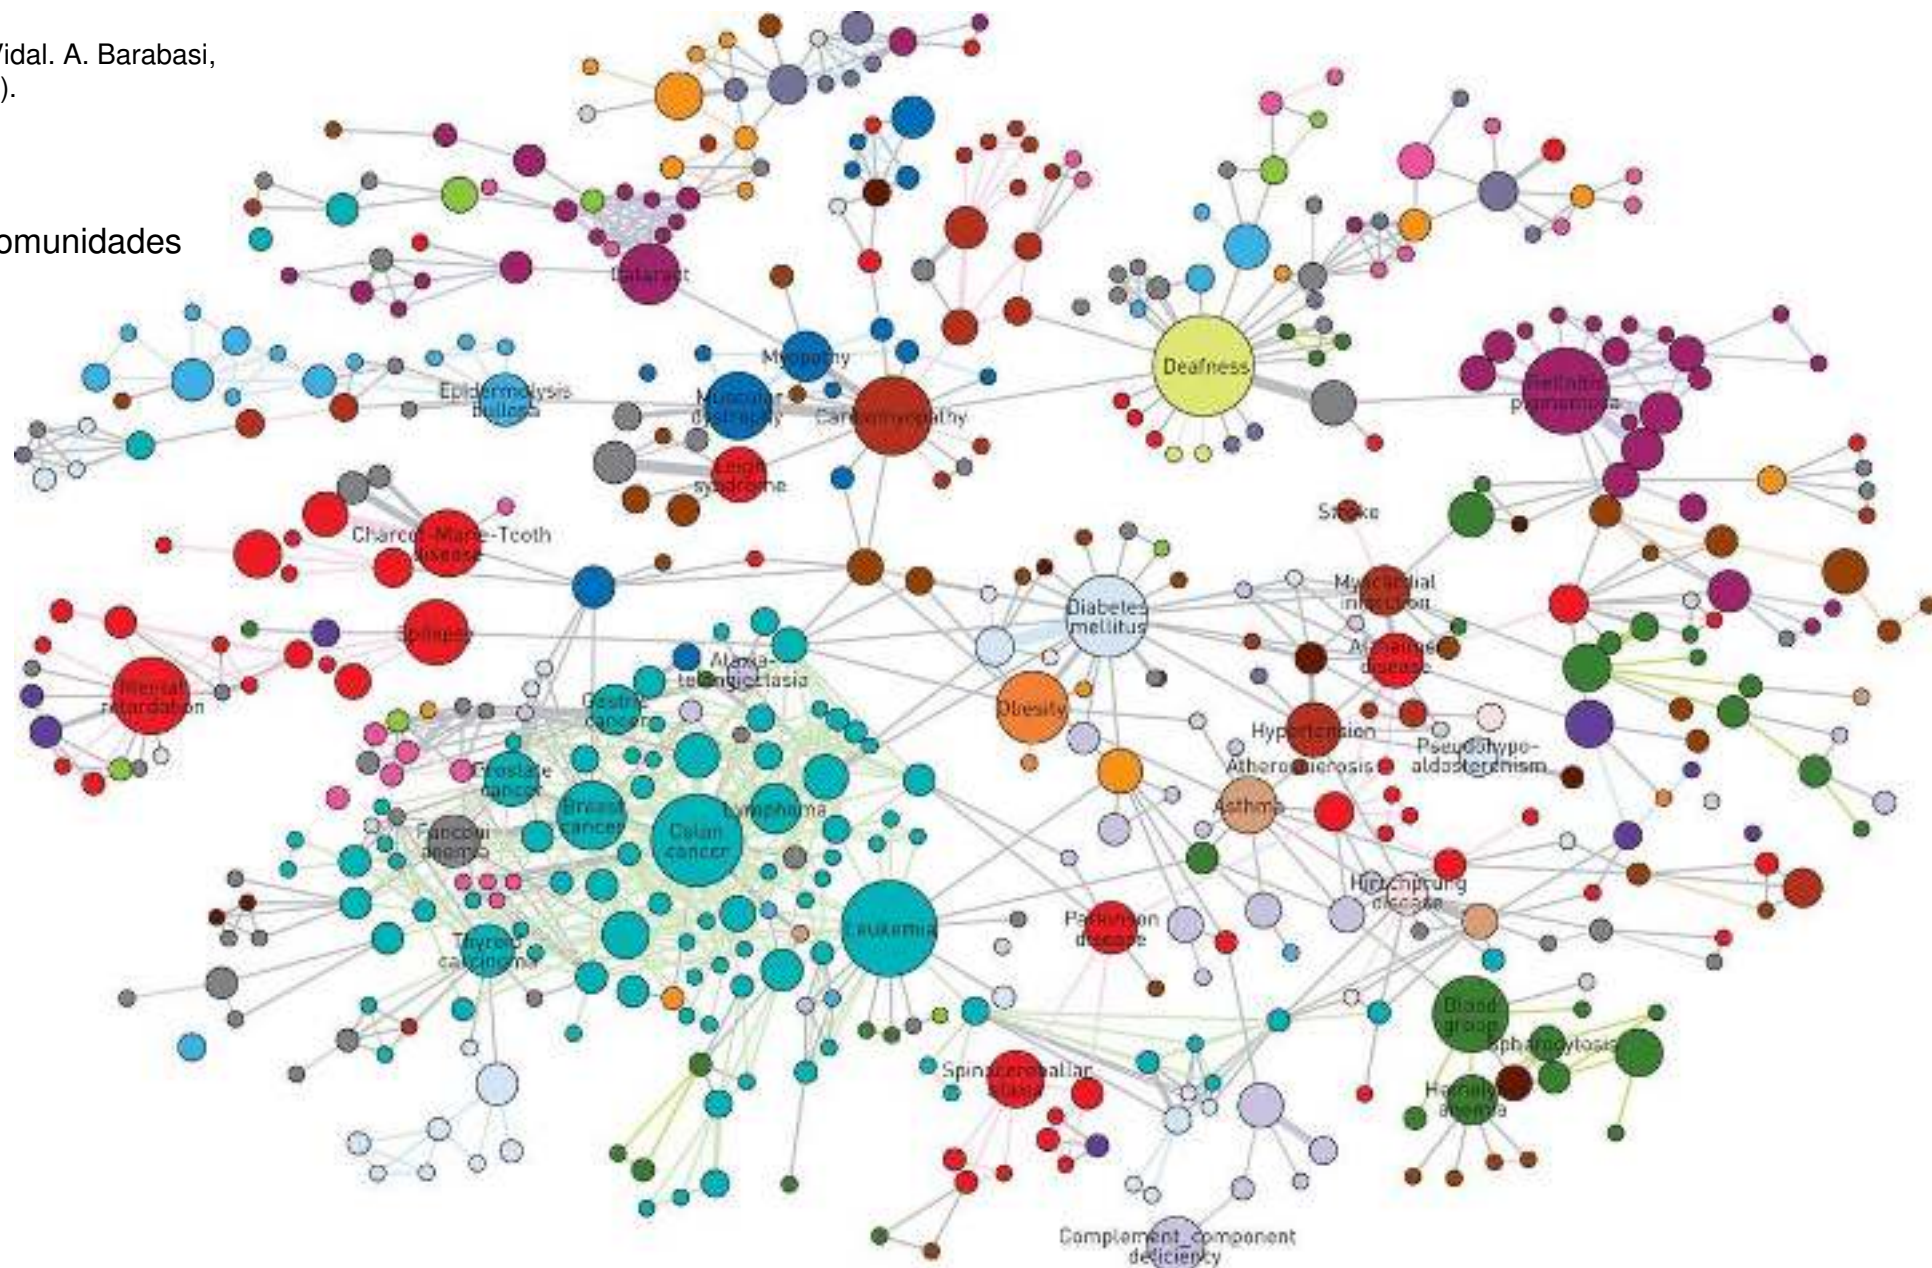 Vidal. A. Barabasi,
).
omunidades
Cataract
Myopathy
Deafness
Epidermolysis
bullosa
Muscular
dystrophy
Cardiomyopathy
Retinitis
pigmentosa
Leigh
syndrome
Stroke
Charcot-Marie-Tooth
disease
Myocardial
infarction
Diabetes
mellitus
Epilepsy
Alzheimer
disease
Ataxia-
telangiectasia
Mental
retardation
Gastric
cancer
Obesity
Hypertension
Pseudohypo-
aldosteronism
Atherosclerosis
Prostate
cancer
Breast
cancer
Lymphoma
Asthma
Colon
cancer
Fanconi
anemia
Hirschprung
disease
Leukemia
Parkinson
disease
Thyroid
carcinoma
Blood
group
Spherocytosis
Spinocereballar
ataxia
Hemolytic
anemia
Complement_component
deficiency